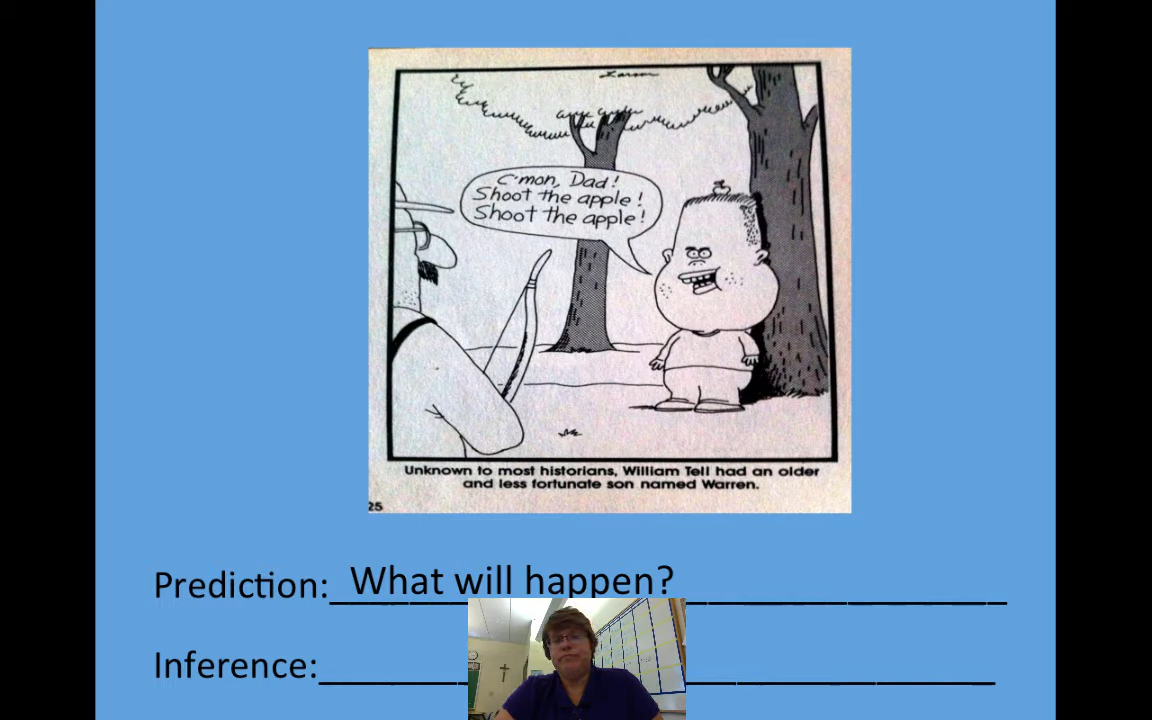 Larson
C'mon, Dad!
Shoot the apple!
Shoot the apple!
Unknown to most historians, William Tell had an older
and less fortunate son named Warren.
25
Prediction: What will happen?
Inference: